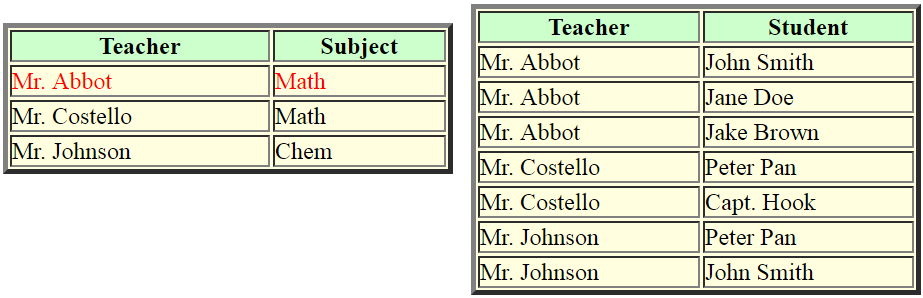 Teacher Subject
Mr. Abbot Math
Mr. Costello Math
Mr. Johnson Chem
Teacher Student
Mr. Abbot John Smith
Mr. Abbot Jane Doe
Mr. Abbot Jake Brown
Mr. Costello Peter Pan
Mr. Costello Capt. Hook
Mr. Johnson Peter Pan
Mr. Johnson John Smith